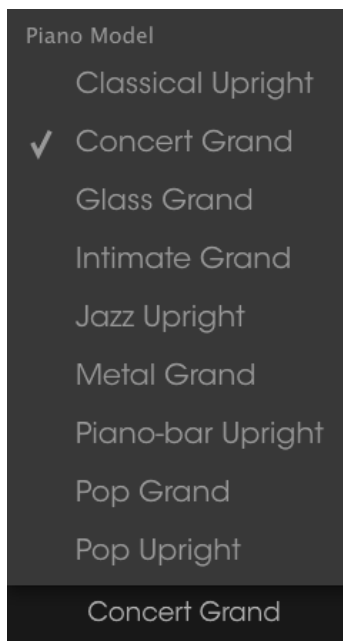 Piano Model
Classical Upright
✓ Concert Grand
Glass Grand
Intimate Grand
Jazz Upright
Metal Grand
Piano-bar Upright
Pop Grand
Pop Upright
Concert Grand